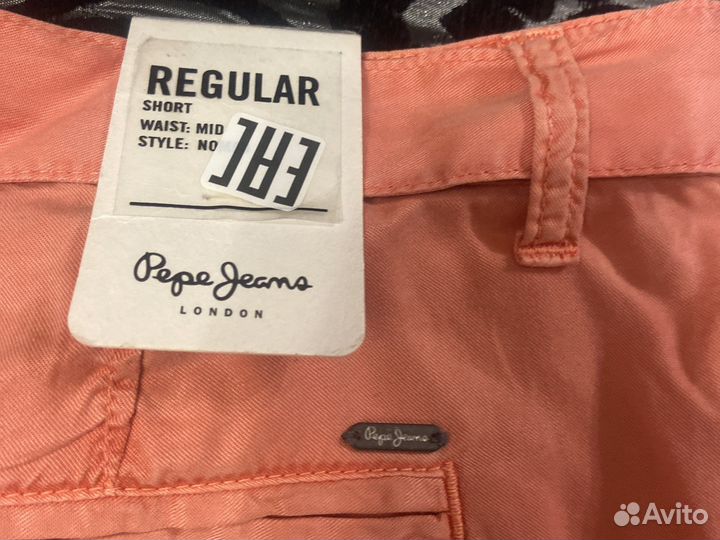 REGULAR
SHORT
WAIST: MID
STYLE: NO
EAC
Pepe Jeans
LONDON
Pepe Jeans
Avito